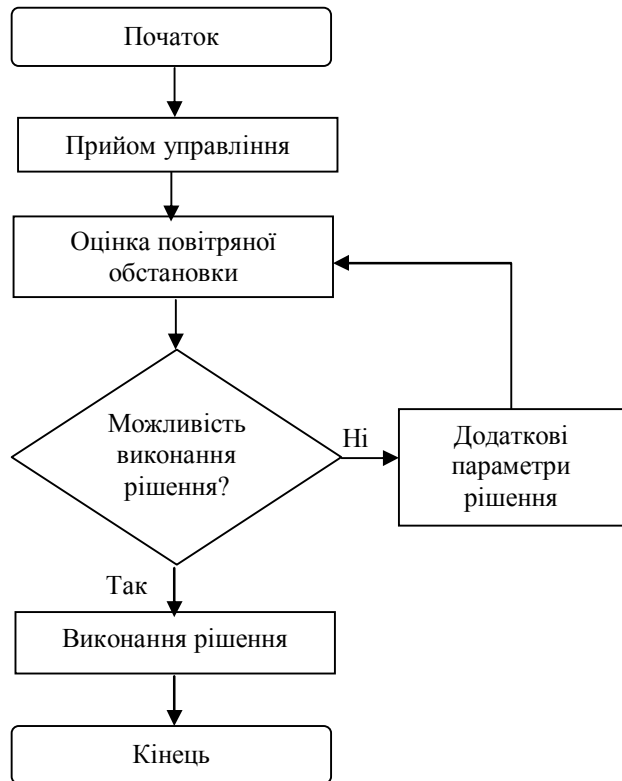 Початок
Прийом управління
Оцінка повітряної
обстановки
Можливість
виконання
рішення?
Ні
Додаткові
параметри
рішення
Так
Виконання рішення
Кінець